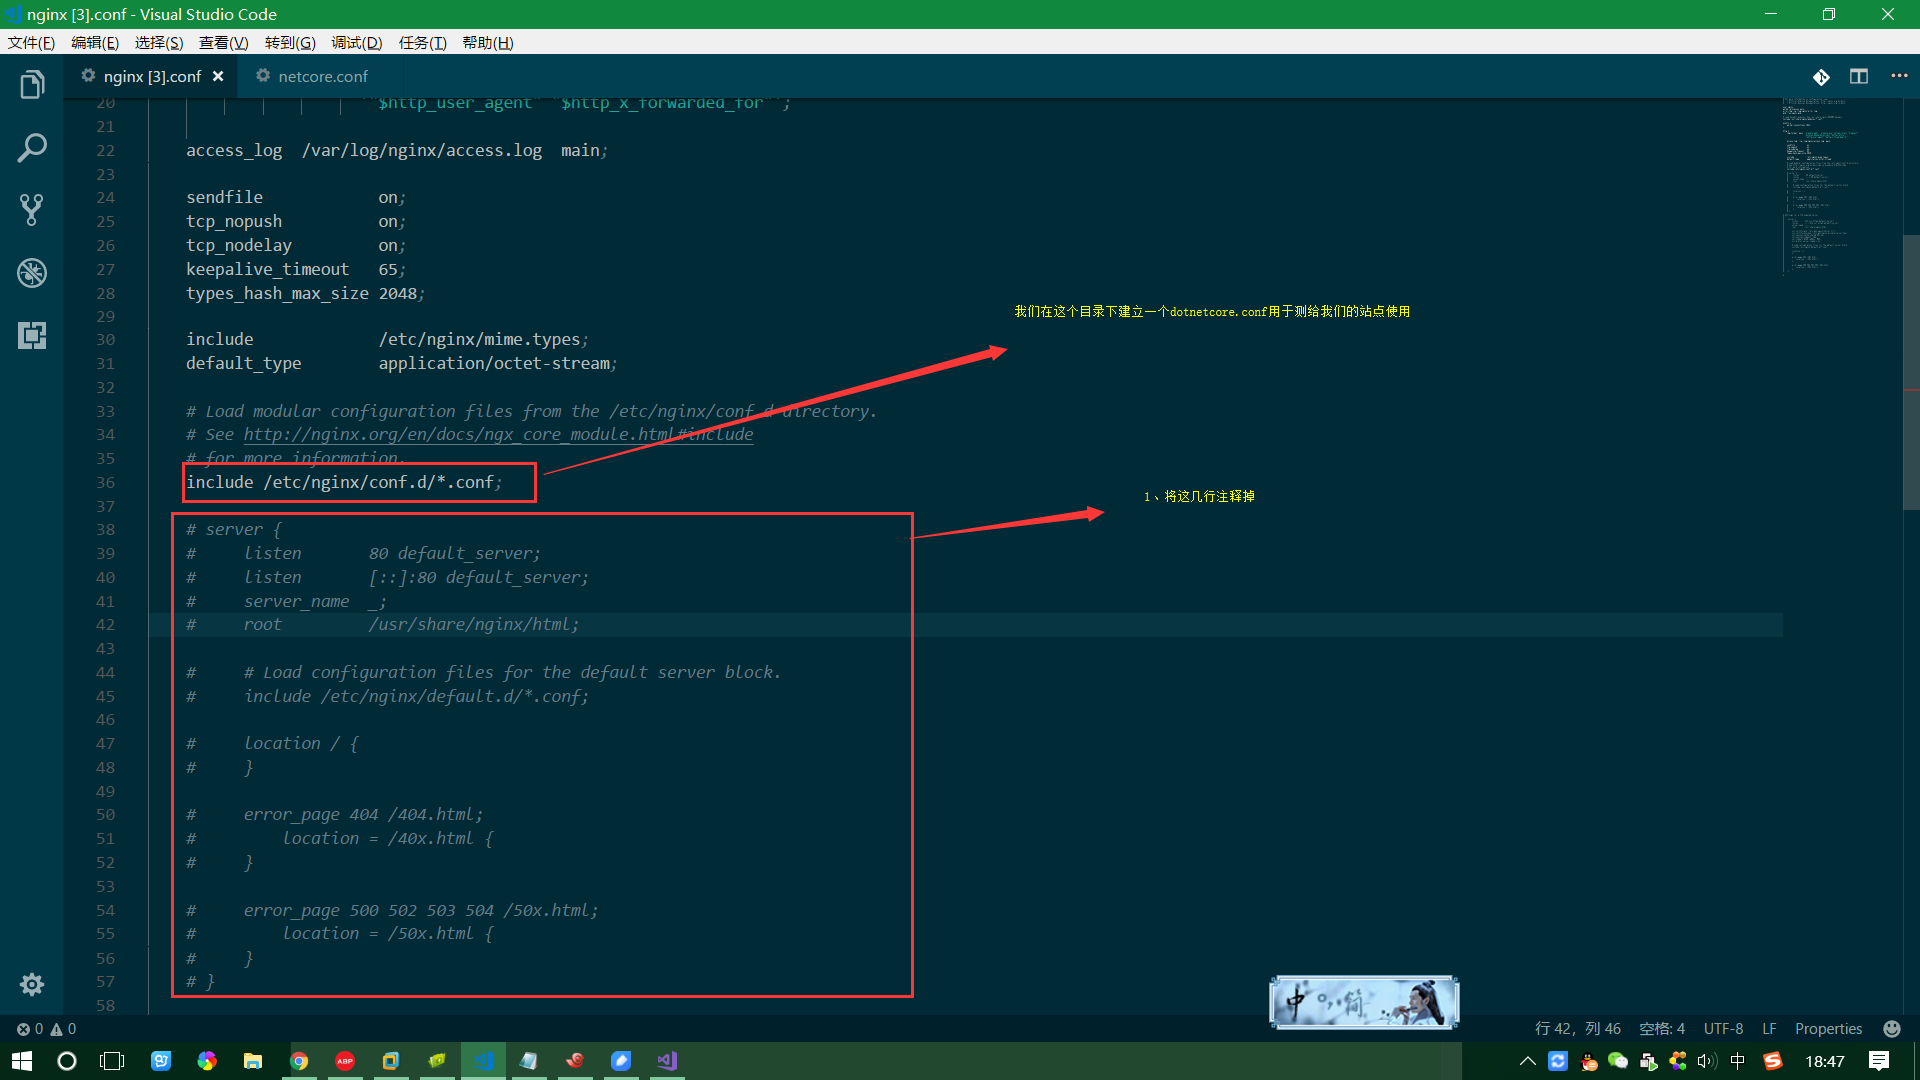 nginx [3].conf - Visual Studio Code
文件(F) 编辑(E) 选择(S) 查看(V) 转到(G) 调试(D) 任务(T) 帮助(H)
nginx [3].conf netcore.conf
20 '"$http_user_agent" "$http_x_forwarded_for"';
21
22 access_log /var/log/nginx/access.log main;
23
24 sendfile on;
25 tcp_nopush on;
26 tcp_nodelay on;
27 keepalive_timeout 65;
28 types_hash_max_size 2048;
29
我们在这个目录下建立一个dotnetcore.conf用于测给我们的站点使用
30 include /etc/nginx/mime.types;
31 default_type application/octet-stream;
32
33 # Load modular configuration files from the /etc/nginx/conf.d directory.
34 # See http://nginx.org/en/docs/ngx_core_module.html#include
35 # for more information.
36 include /etc/nginx/conf.d/*.conf;
1、将这几行注释掉
37
38 # server {
39 # listen 80 default_server;
40 # listen [::]:80 default_server;
41 # server_name _;
42 # root /usr/share/nginx/html;
43
44 # # Load configuration files for the default server block.
45 # include /etc/nginx/default.d/*.conf;
46
47 # location / {
48 # }
49
50 # error_page 404 /404.html;
51 # location = /40x.html {
52 # }
53
54 # error_page 500 502 503 504 /50x.html;
55 # location = /50x.html {
56 # }
57 # }
58
中 简
0 0 行 42，列 46 空格: 4 UTF-8 LF Properties
ABP 中 18:47